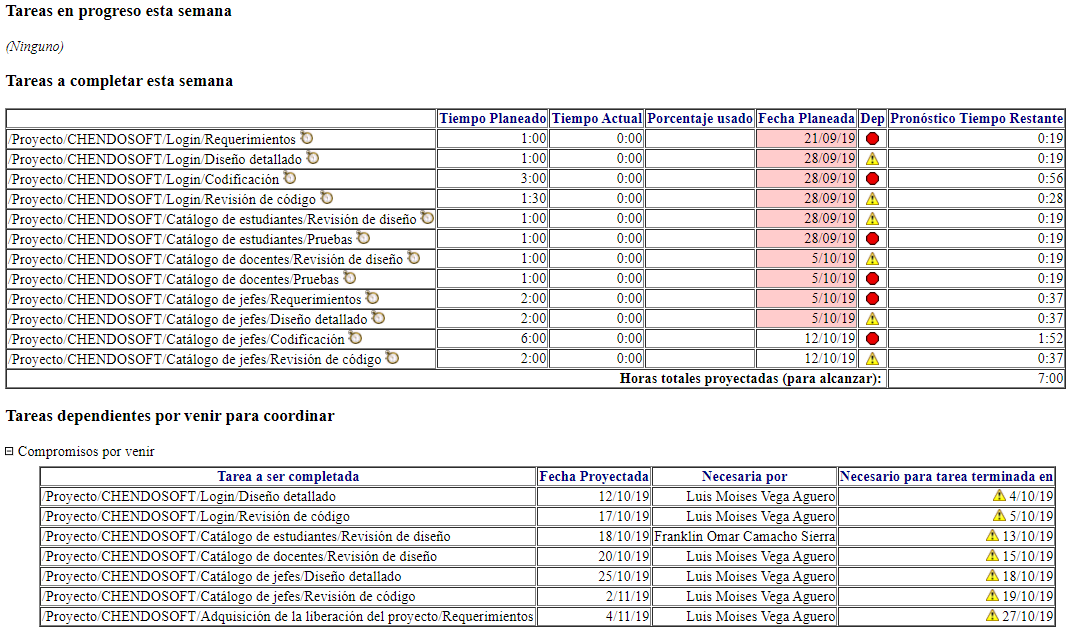 Tareas en progreso esta semana
(Ninguno)
Tareas a completar esta semana
Tiempo Planeado Tiempo Actual Porcentaje usado Fecha Planeada Dep Pronóstico Tiempo Restante
/Proyecto/CHENDOSOFT/Login/Requerimientos 1:00 0:00 21/09/19 0:19
/Proyecto/CHENDOSOFT/Login/Diseño detallado 1:00 0:00 28/09/19 0:19
/Proyecto/CHENDOSOFT/Login/Codificación 3:00 0:00 28/09/19 0:56
/Proyecto/CHENDOSOFT/Login/Revisión de código 1:30 0:00 28/09/19 0:28
/Proyecto/CHENDOSOFT/Catálogo de estudiantes/Revisión de diseño 1:00 0:00 28/09/19 0:19
/Proyecto/CHENDOSOFT/Catálogo de estudiantes/Pruebas 1:00 0:00 28/09/19 0:19
/Proyecto/CHENDOSOFT/Catálogo de docentes/Revisión de diseño 1:00 0:00 5/10/19 0:19
/Proyecto/CHENDOSOFT/Catálogo de docentes/Pruebas 1:00 0:00 5/10/19 0:19
/Proyecto/CHENDOSOFT/Catálogo de jefes/Requerimientos 2:00 0:00 5/10/19 0:37
/Proyecto/CHENDOSOFT/Catálogo de jefes/Diseño detallado 2:00 0:00 5/10/19 0:37
/Proyecto/CHENDOSOFT/Catálogo de jefes/Codificación 6:00 0:00 12/10/19 1:52
/Proyecto/CHENDOSOFT/Catálogo de jefes/Revisión de código 2:00 0:00 12/10/19 0:37
Horas totales proyectadas (para alcanzar): 7:00
Tareas dependientes por venir para coordinar
Compromisos por venir
Tarea a ser completada Fecha Proyectada Necesaria por Necesario para tarea terminada en
/Proyecto/CHENDOSOFT/Login/Diseño detallado 12/10/19 Luis Moises Vega Aguero 4/10/19
/Proyecto/CHENDOSOFT/Login/Revisión de código 17/10/19 Luis Moises Vega Aguero 5/10/19
/Proyecto/CHENDOSOFT/Catálogo de estudiantes/Revisión de diseño 18/10/19 Franklin Omar Camacho Sierra 13/10/19
/Proyecto/CHENDOSOFT/Catálogo de docentes/Revisión de diseño 20/10/19 Luis Moises Vega Aguero 15/10/19
/Proyecto/CHENDOSOFT/Catálogo de jefes/Diseño detallado 25/10/19 Luis Moises Vega Aguero 18/10/19
/Proyecto/CHENDOSOFT/Catálogo de jefes/Revisión de código 2/11/19 Luis Moises Vega Aguero 19/10/19
/Proyecto/CHENDOSOFT/Adquisición de la liberación del proyecto/Requerimientos 4/11/19 Luis Moises Vega Aguero 27/10/19